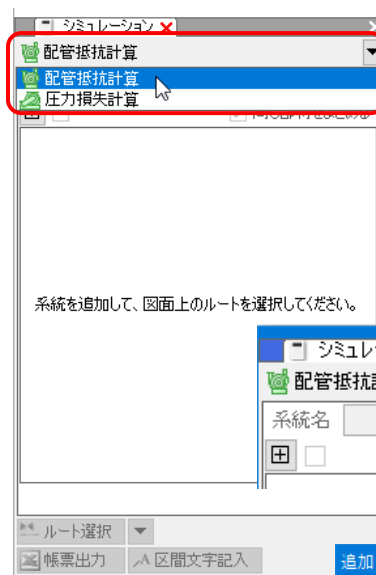 シミュレーション
配管抵抗計算
配管抵抗計算
圧力損失計算
系統を追加して、図面上のルートを選択してください。
シミュレ
配管抵抗
系統名
ルート選択
帳票出力 区間文字記入 追加